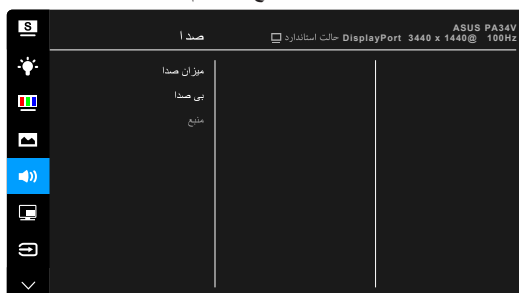 S
صدا
ASUS PA34V
حالت استاندارد DisplayPort 3440 x 1440@ 100Hz
میزان صدا
بی صدا
منبع